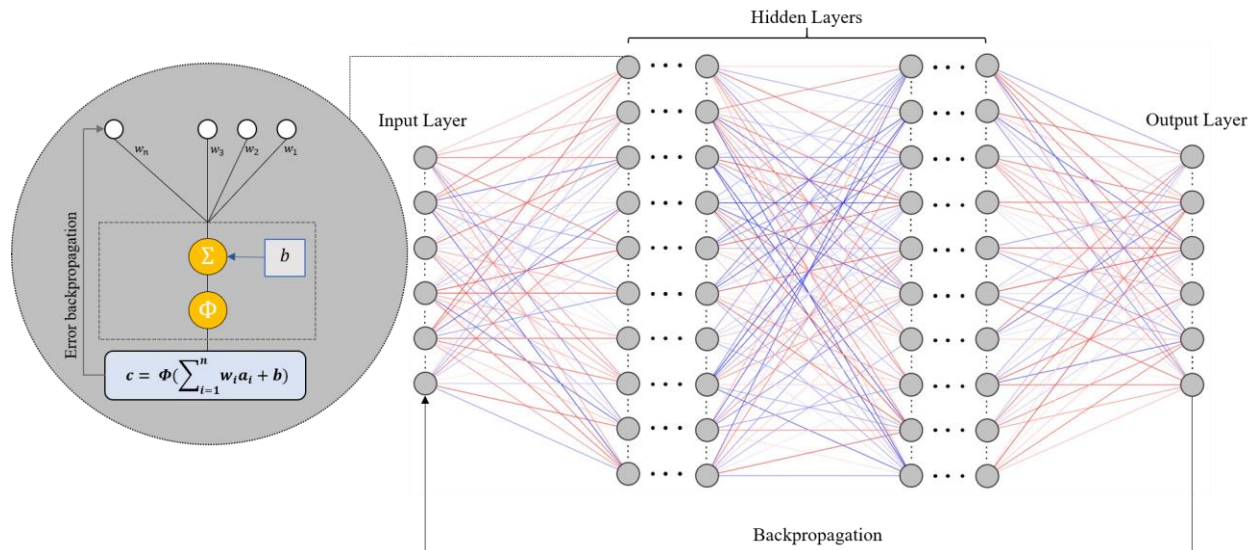 Hidden Layers
Input Layer
Output Layer
wₙ
w₃
w₂
w₁
Error backpropagation
Σ
b
Φ
c = Φ(∑ⁿᵢ₌₁ wᵢaᵢ + b)
Backpropagation